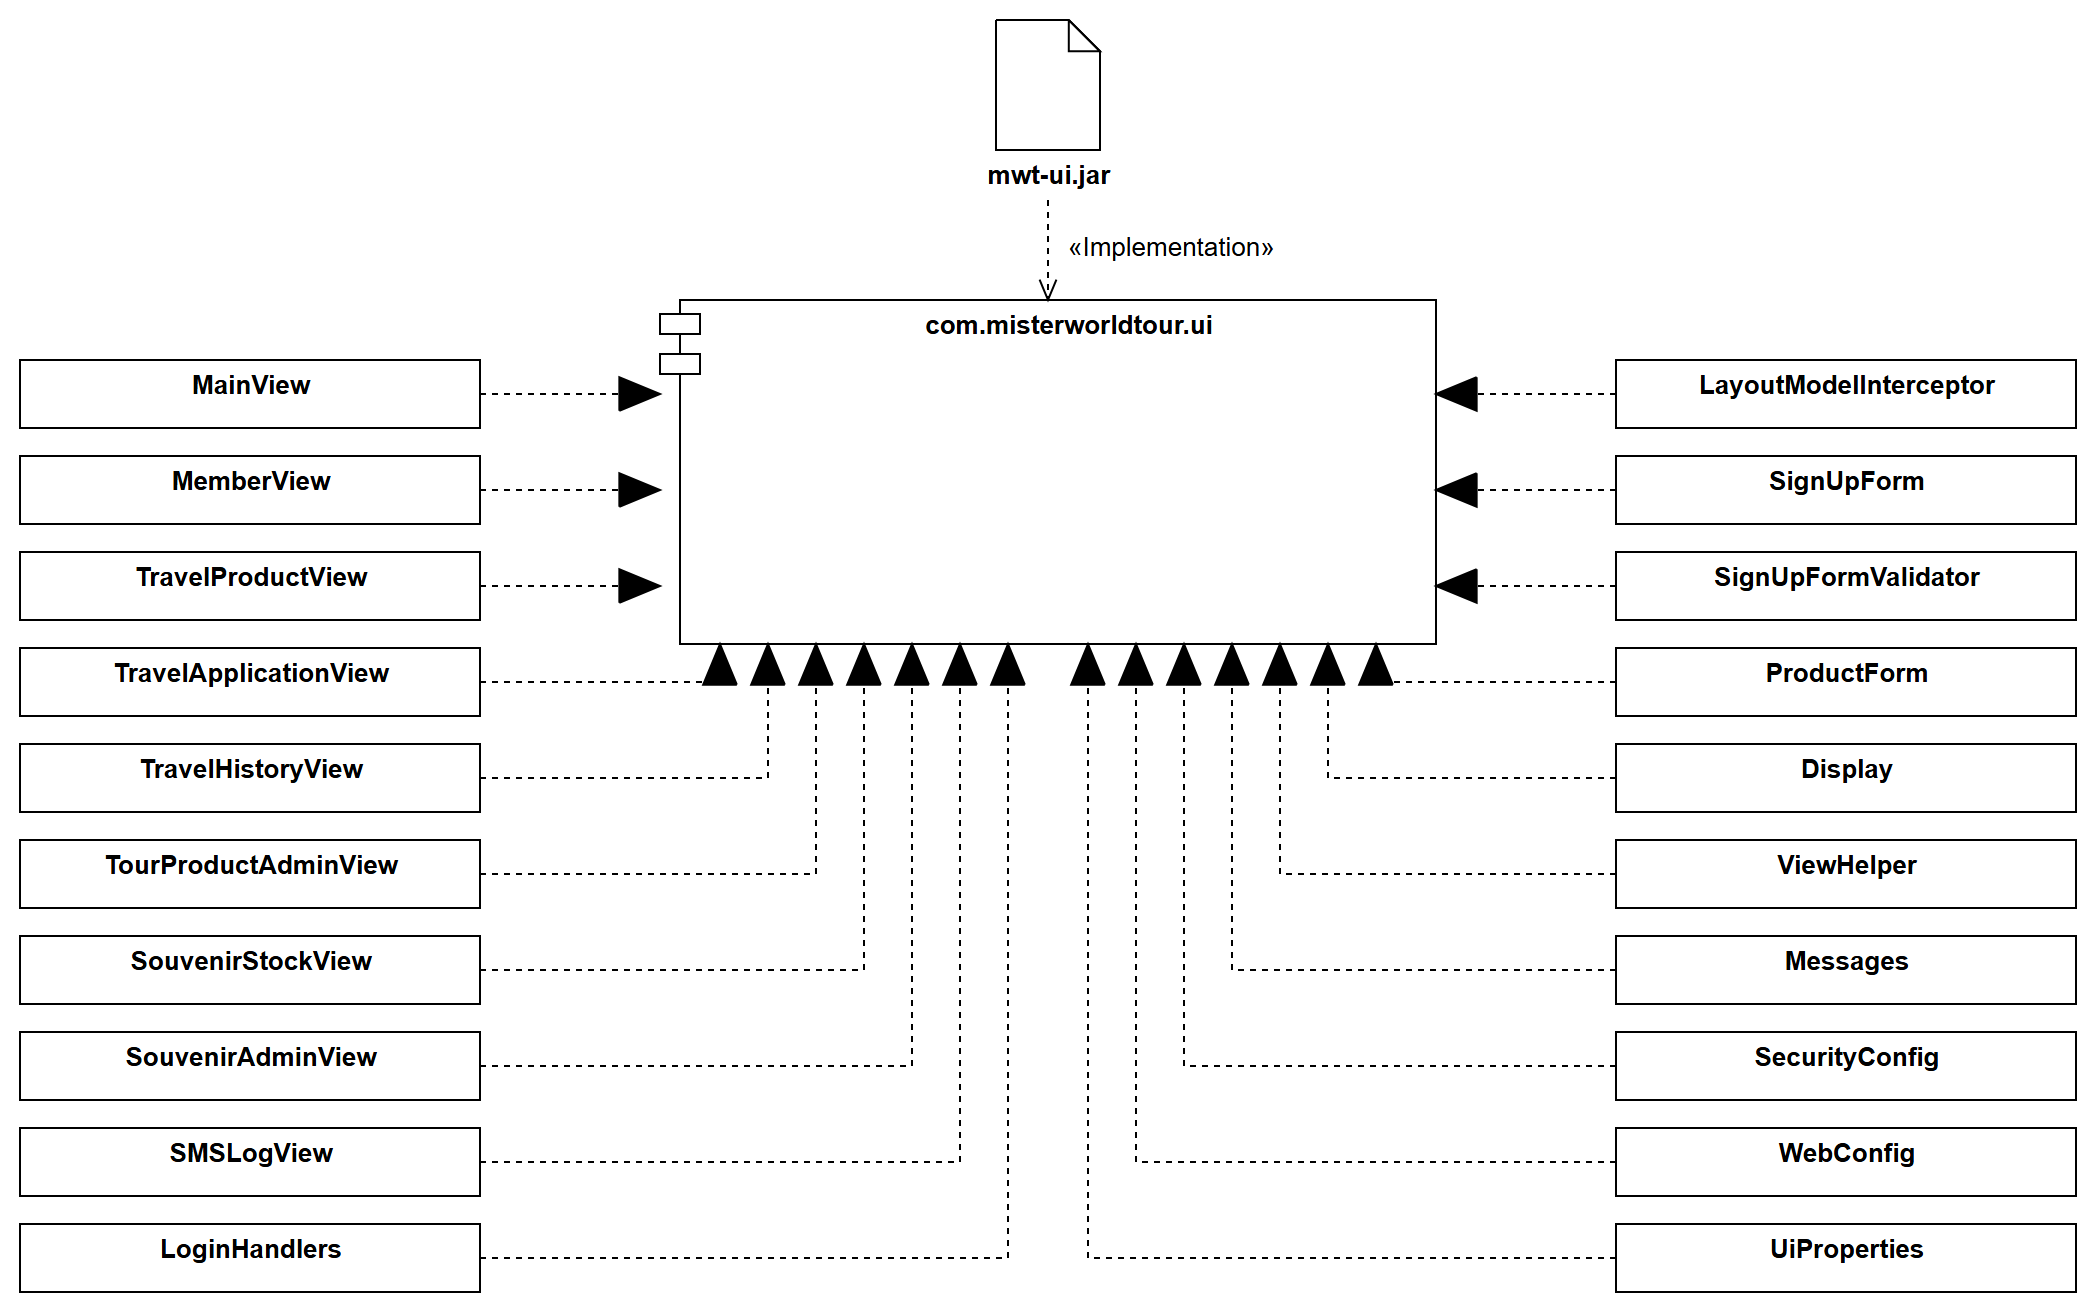 mwt-ui.jar
«Implementation»
com.misterworldtour.ui
MainView
MemberView
TravelProductView
TravelApplicationView
TravelHistoryView
TourProductAdminView
SouvenirStockView
SouvenirAdminView
SMSLogView
LoginHandlers
LayoutModelInterceptor
SignUpForm
SignUpFormValidator
ProductForm
Display
ViewHelper
Messages
SecurityConfig
WebConfig
UiProperties